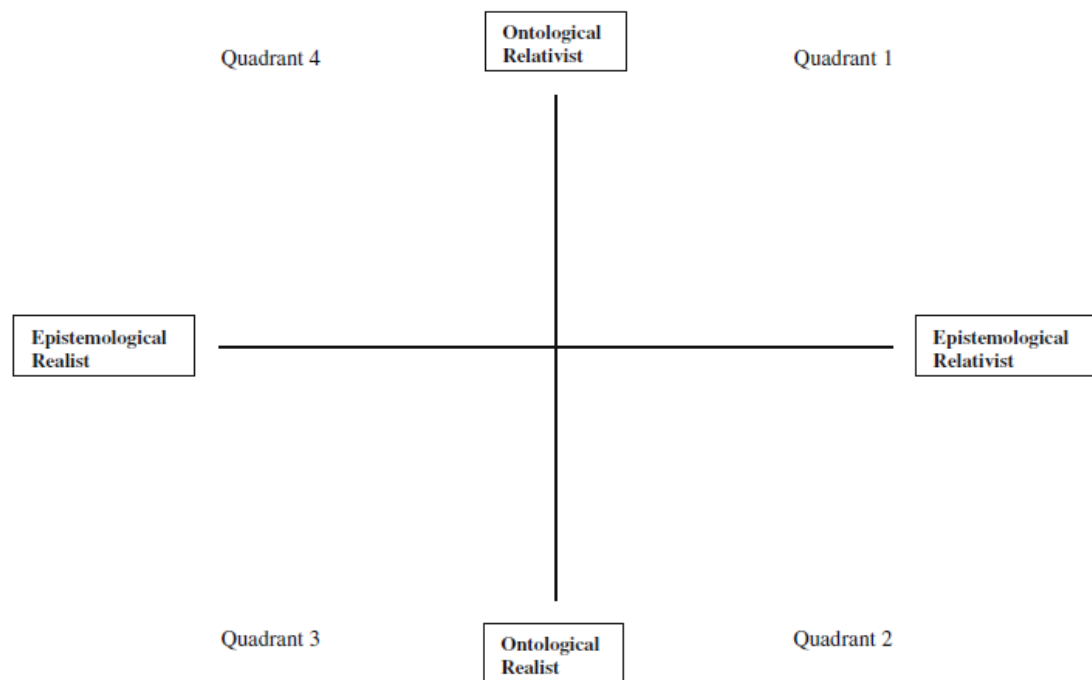 Quadrant 4
Ontological
Relativist
Quadrant 1
Epistemological
Realist
Epistemological
Relativist
Quadrant 3
Ontological
Realist
Quadrant 2